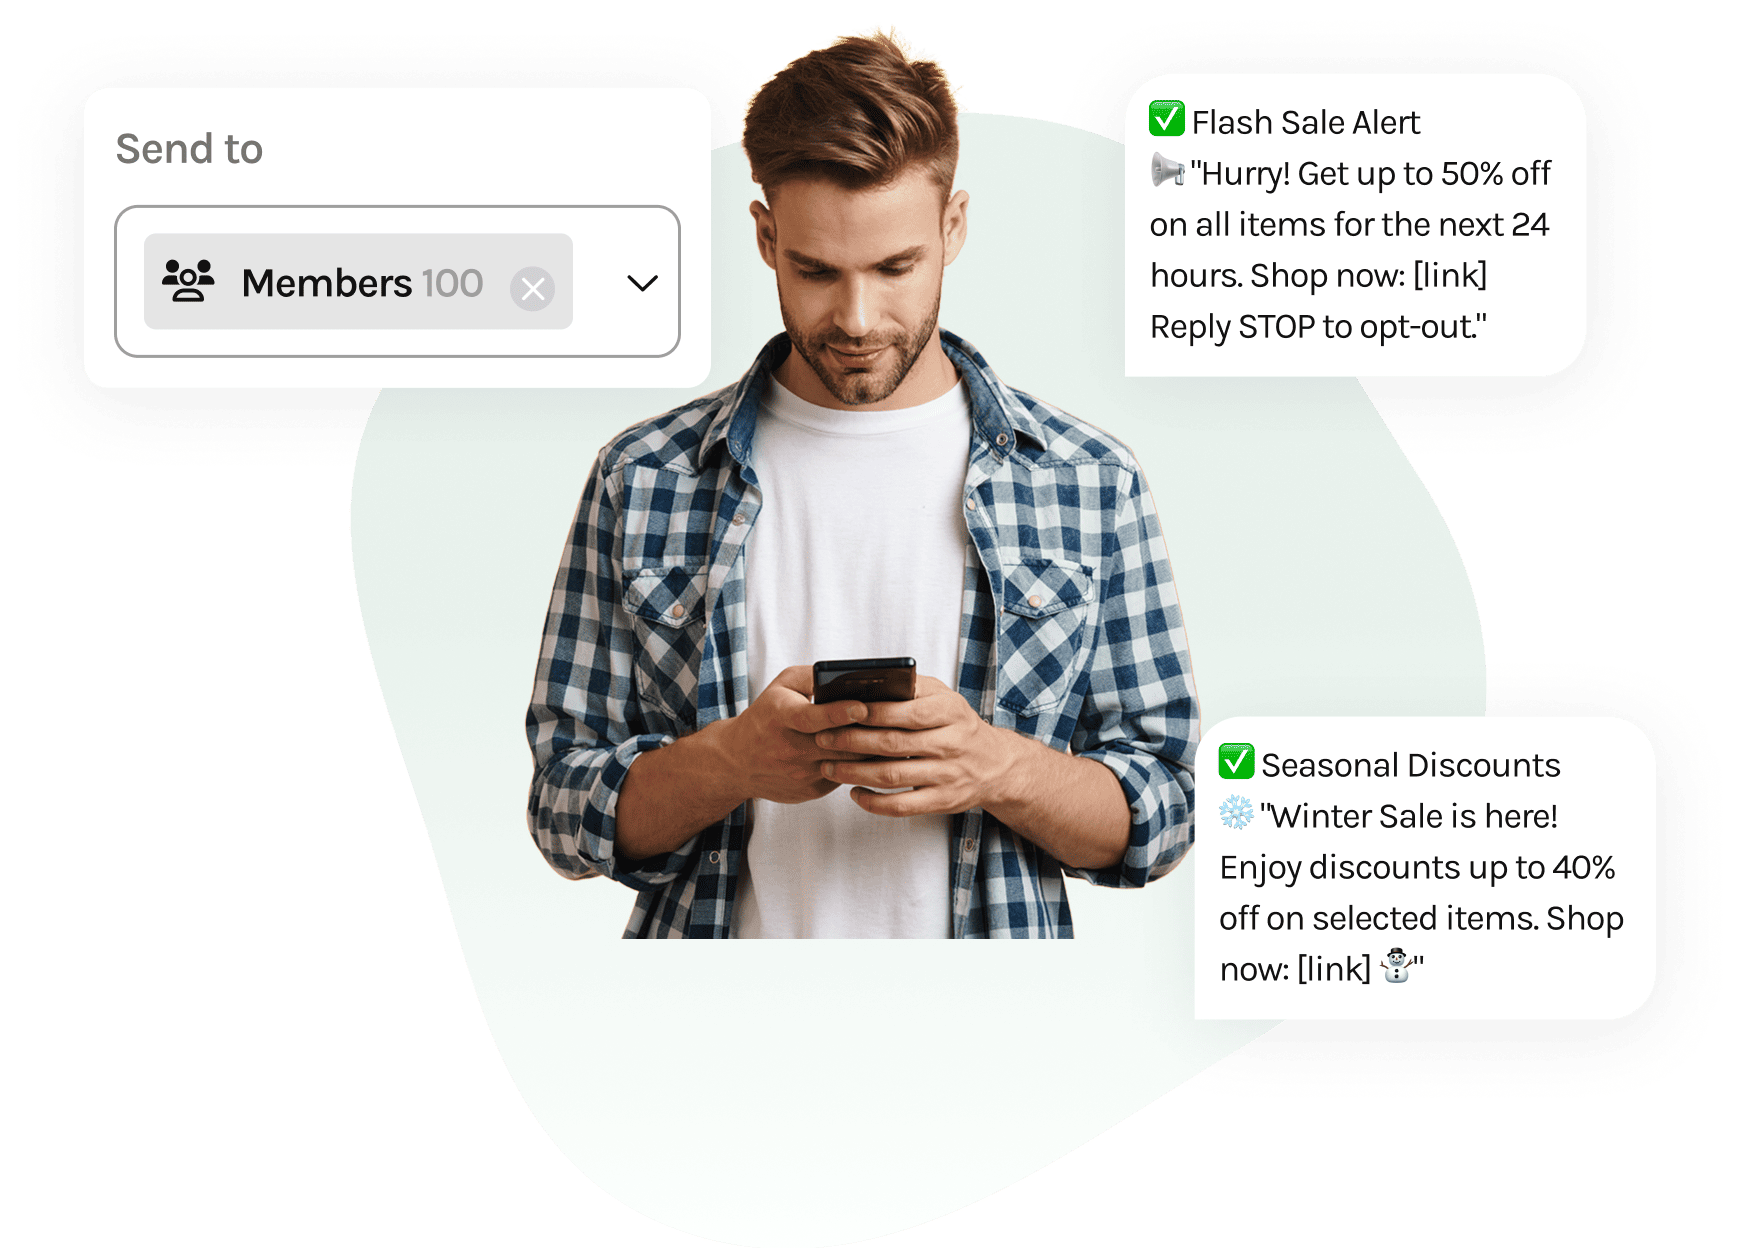 Send to
Members 100
✅ Flash Sale Alert
📢 "Hurry! Get up to 50% off
on all items for the next 24
hours. Shop now: [link]
Reply STOP to opt-out."
✅ Seasonal Discounts
❄️ "Winter Sale is here!
Enjoy discounts up to 40%
off on selected items. Shop
now: [link] ⛄"